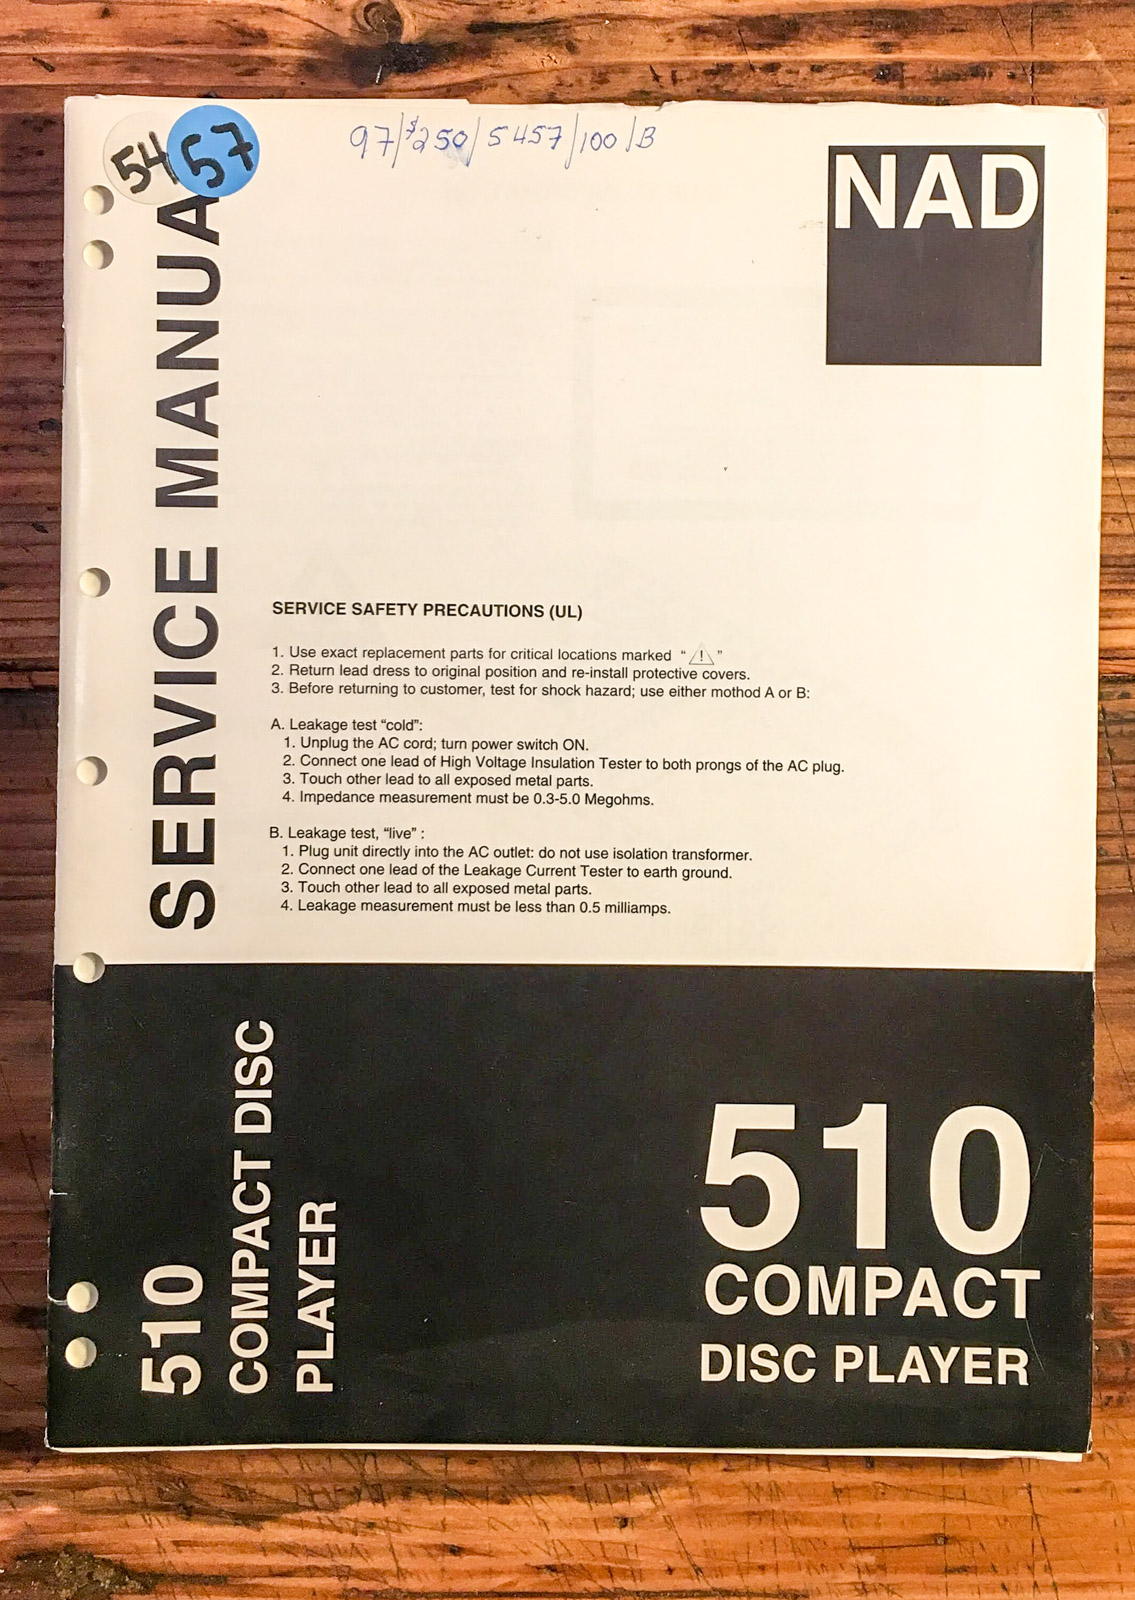 54
57
97/$250/5457/100/B
NAD
SERVICE MANUA
SERVICE SAFETY PRECAUTIONS (UL)
1. Use exact replacement parts for critical locations marked “⚠”
2. Return lead dress to original position and re-install protective covers.
3. Before returning to customer, test for shock hazard; use either mothod A or B:
A. Leakage test “cold”:
1. Unplug the AC cord; turn power switch ON.
2. Connect one lead of High Voltage Insulation Tester to both prongs of the AC plug.
3. Touch other lead to all exposed metal parts.
4. Impedance measurement must be 0.3-5.0 Megohms.
B. Leakage test, “live” :
1. Plug unit directly into the AC outlet: do not use isolation transformer.
2. Connect one lead of the Leakage Current Tester to earth ground.
3. Touch other lead to all exposed metal parts.
4. Leakage measurement must be less than 0.5 milliamps.
510
COMPACT DISC
PLAYER
510
COMPACT
DISC PLAYER